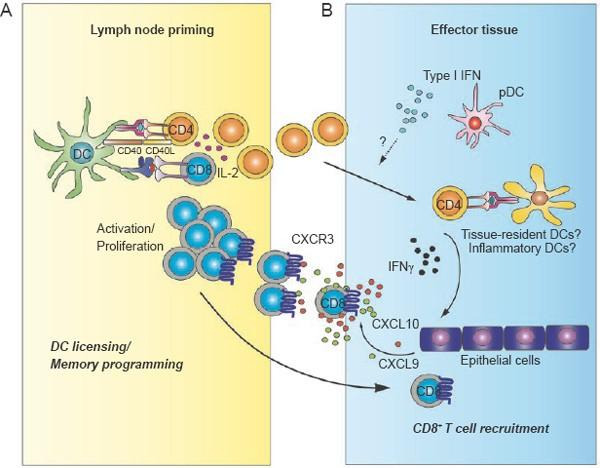 A
B
Lymph node priming
Effector tissue
Type I IFN
pDC
?
CD4
DC
CD40 CD40L
CD8
IL-2
CD4
Activation/
Proliferation
CXCR3
Tissue-resident DCs?
Inflammatory DCs?
IFNγ
CD8
CXCL10
DC licensing/
Memory programming
CXCL9
Epithelial cells
CD8
CD8⁺ T cell recruitment